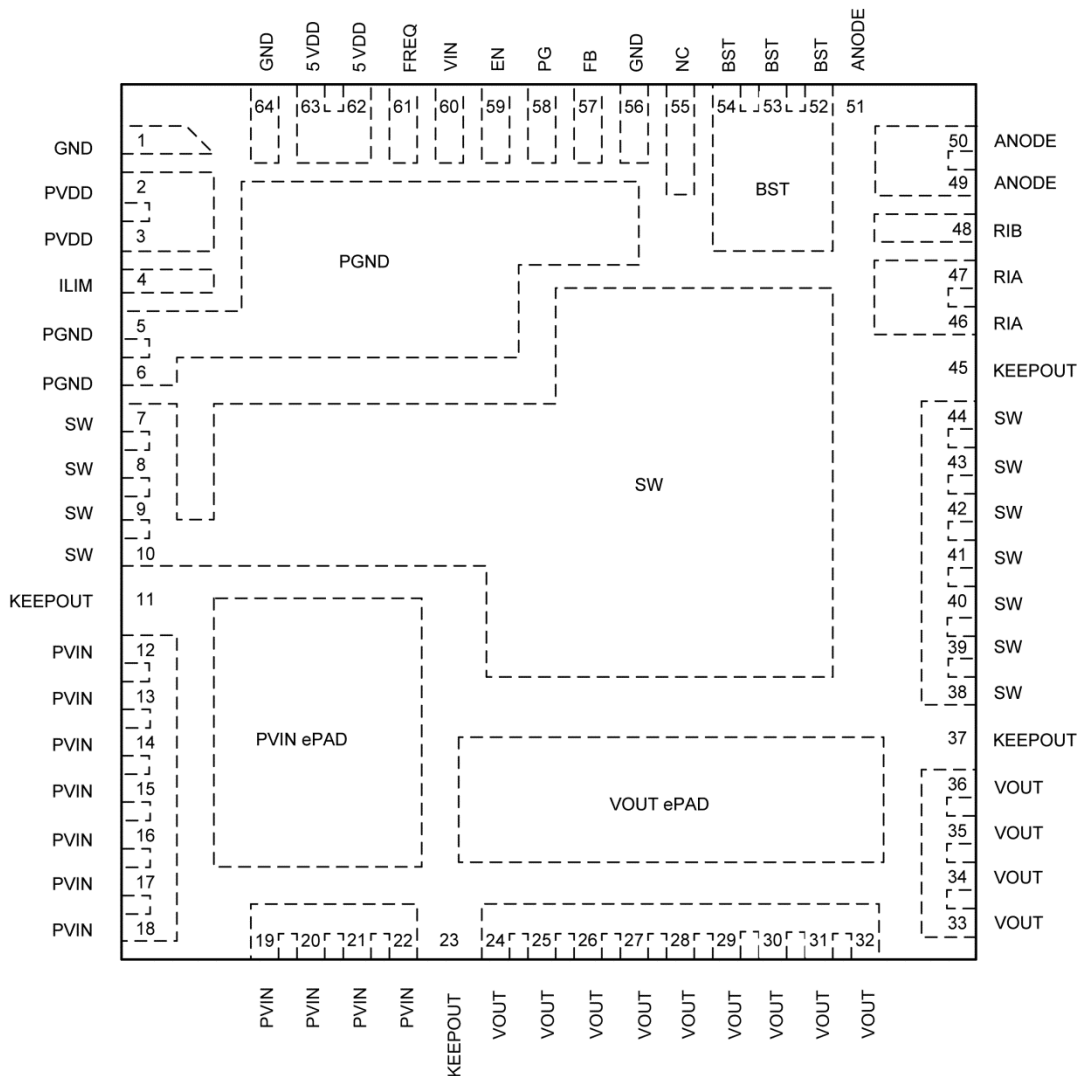 GND
5 VDD
5 VDD
FREQ
VIN
EN
PG
FB
GND
NC
BST
BST
BST
ANODE
64
63
62
61
60
59
58
57
56
55
54
53
52
51
GND 1
PVDD 2
PVDD 3
ILIM 4
PGND 5
PGND 6
SW 7
SW 8
SW 9
SW 10
KEEPOUT 11
PVIN 12
PVIN 13
PVIN 14
PVIN 15
PVIN 16
PVIN 17
PVIN 18
PGND
BST
SW
PVIN ePAD
VOUT ePAD
50 ANODE
49 ANODE
48 RIB
47 RIA
46 RIA
45 KEEPOUT
44 SW
43 SW
42 SW
41 SW
40 SW
39 SW
38 SW
37 KEEPOUT
36 VOUT
35 VOUT
34 VOUT
33 VOUT
19
20
21
22
23
24
25
26
27
28
29
30
31
32
PVIN
PVIN
PVIN
PVIN
KEEPOUT
VOUT
VOUT
VOUT
VOUT
VOUT
VOUT
VOUT
VOUT
VOUT